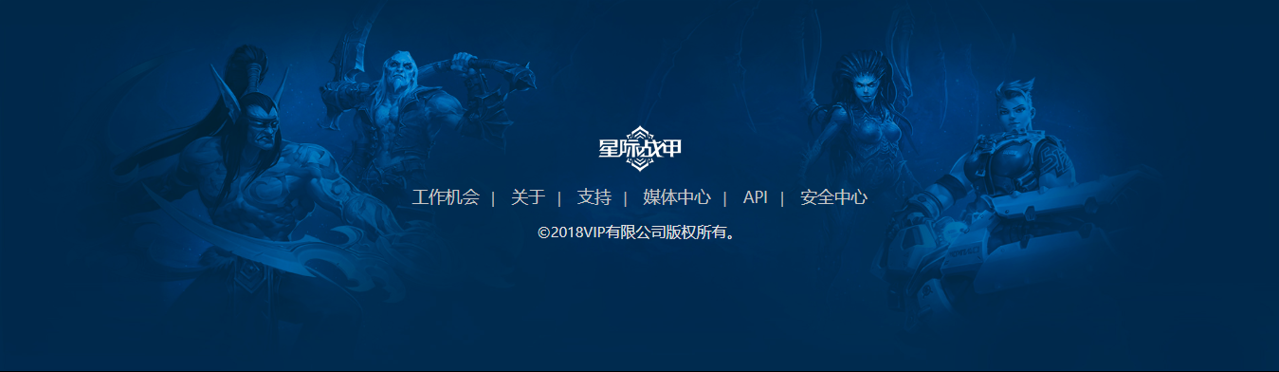 星际战甲
工作机会 | 关于 | 支持 | 媒体中心 | API | 安全中心
©2018VIP有限公司版权所有。